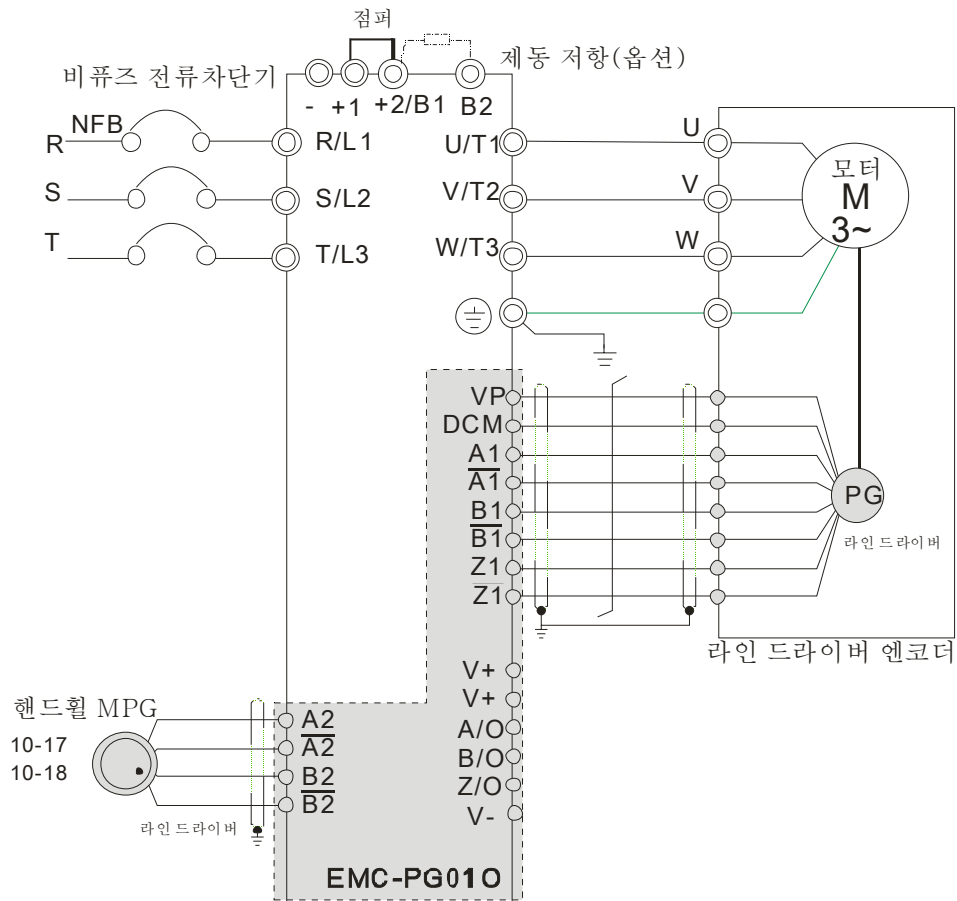 점퍼
제동 저항(옵션)
비퓨즈 전류차단기
- +1 +2/B1 B2
NFB
R
R/L1
U/T1
U
S
S/L2
V/T2
V
T
T/L3
W/T3
W
모터
M
3~
VP
DCM
A1
A1
B1
B1
Z1
Z1
PG
라인드라이버
라인 드라이버 엔코더
V+
V+
A/O
B/O
Z/O
V-
핸드휠 MPG
10-17
10-18
A2
A2
B2
B2
라인드라이버
EMC-PG01O